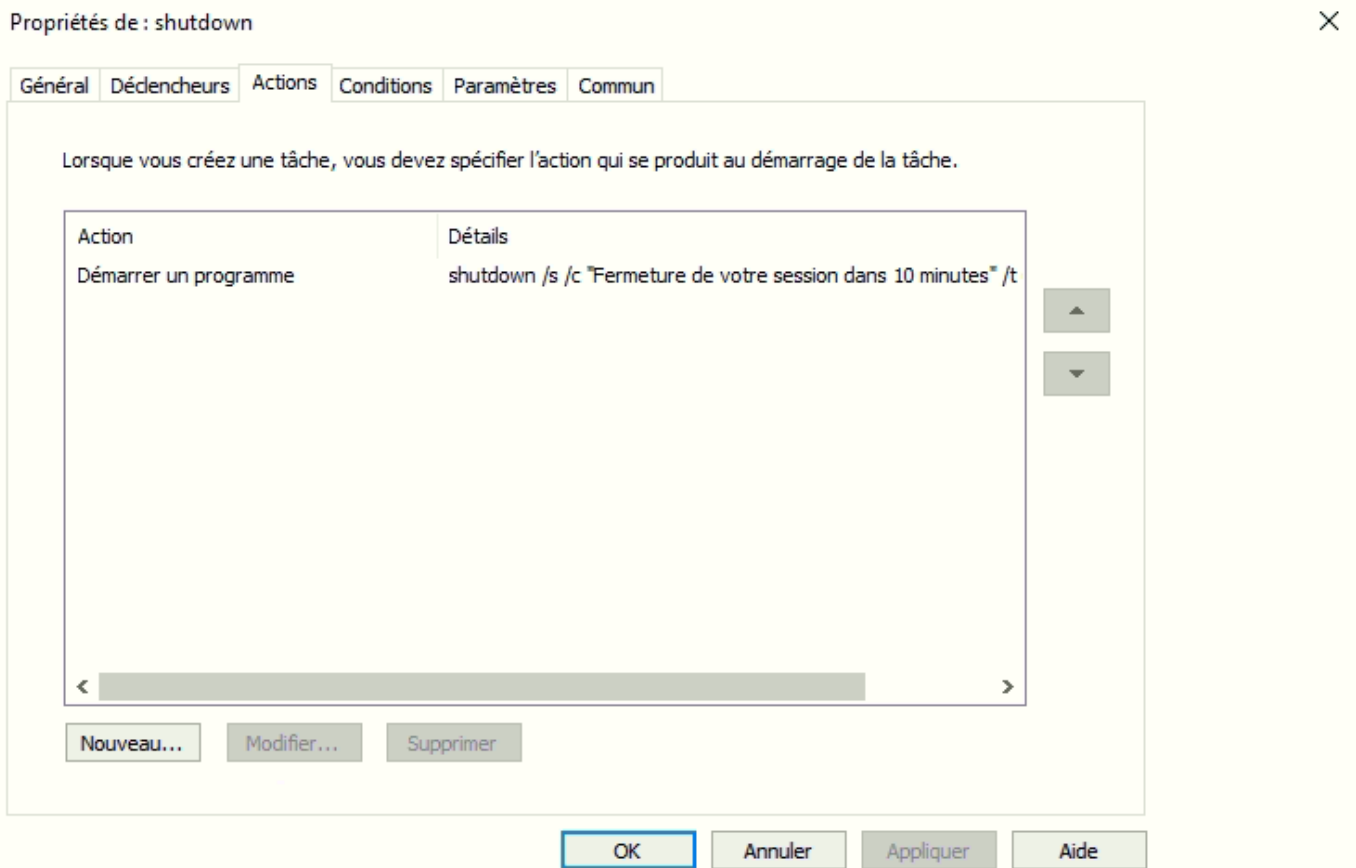 Propriétés de : shutdown
Général Déclencheurs Actions Conditions Paramètres Commun
Lorsque vous créez une tâche, vous devez spécifier l'action qui se produit au démarrage de la tâche.
Action Détails
Démarrer un programme shutdown /s /c "Fermeture de votre session dans 10 minutes" /t
Nouveau... Modifier... Supprimer
OK Annuler Appliquer Aide